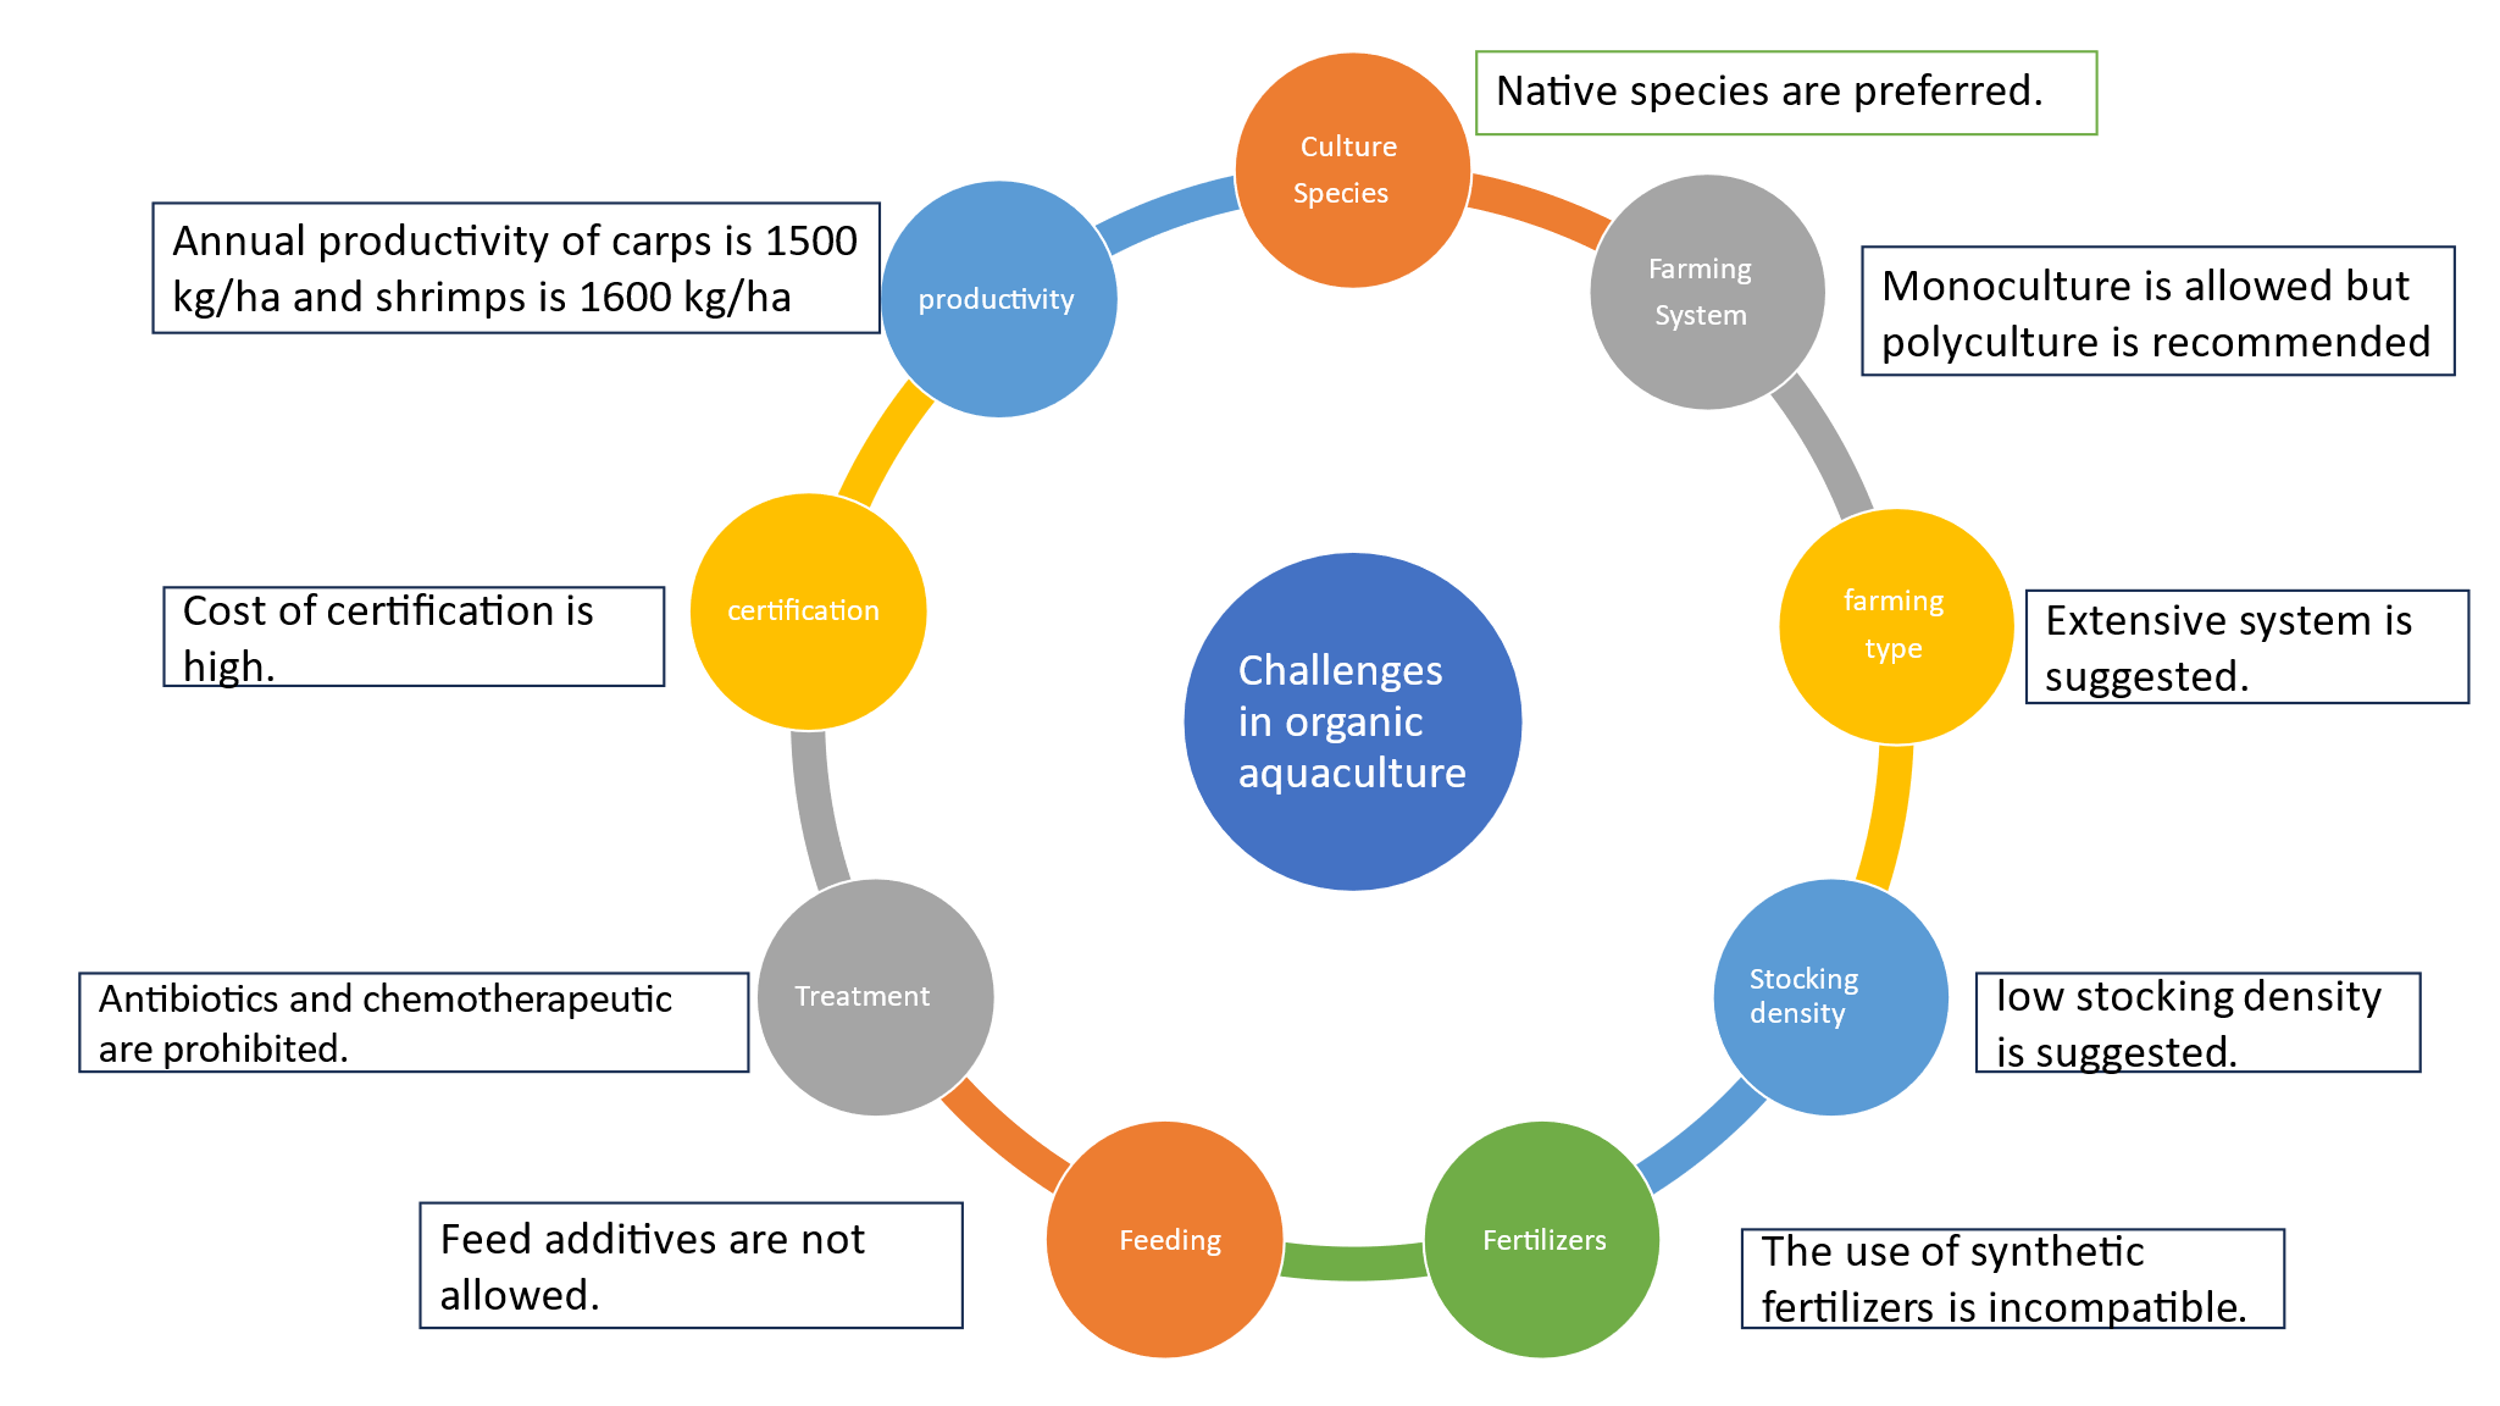 Culture
Species
Native species are preferred.
Farming
System
Monoculture is allowed but
polyculture is recommended
farming
type
Extensive system is
suggested.
Stocking
density
low stocking density
is suggested.
Fertilizers
The use of synthetic
fertilizers is incompatible.
Feeding
Feed additives are not
allowed.
Treatment
Antibiotics and chemotherapeutic
are prohibited.
certification
Cost of certification is
high.
productivity
Annual productivity of carps is 1500
kg/ha and shrimps is 1600 kg/ha
Challenges
in organic
aquaculture